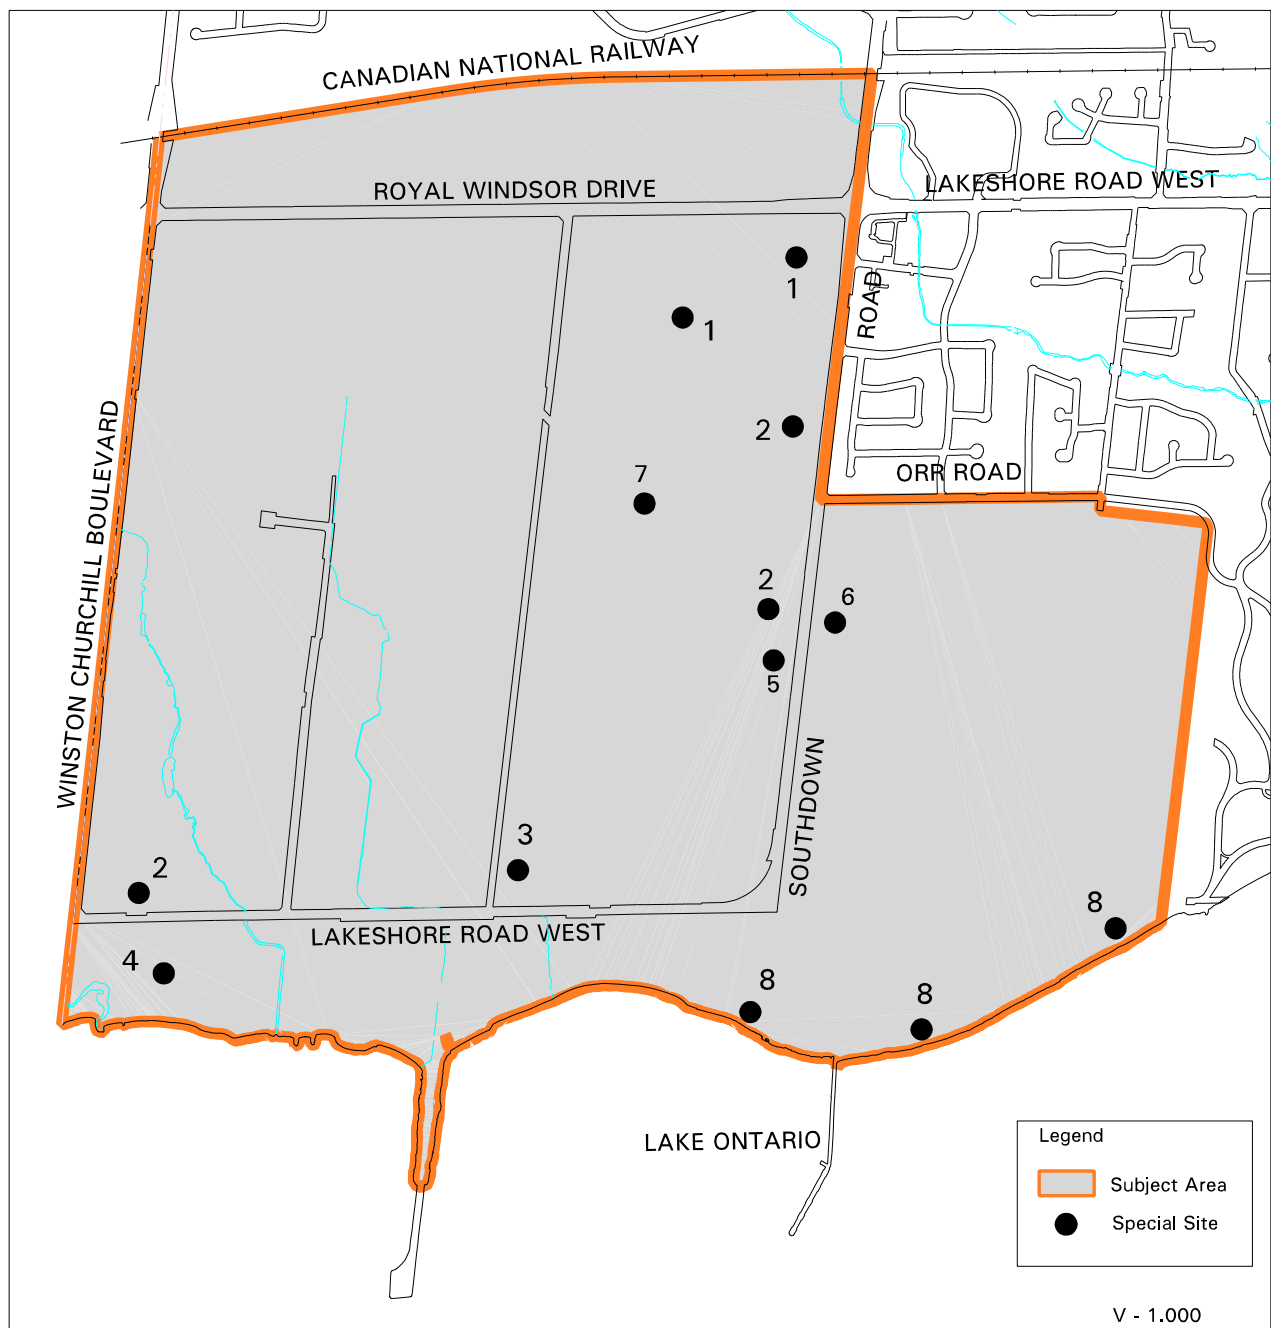 CANADIAN NATIONAL RAILWAY
ROYAL WINDSOR DRIVE
LAKESHORE ROAD WEST
1
1
ROAD
2
ORR ROAD
7
WINSTON CHURCHILL BOULEVARD
2
6
5
SOUTHDOWN
3
2
LAKESHORE ROAD WEST
4
8
8
8
LAKE ONTARIO
Legend
Subject Area
Special Site
V - 1.000